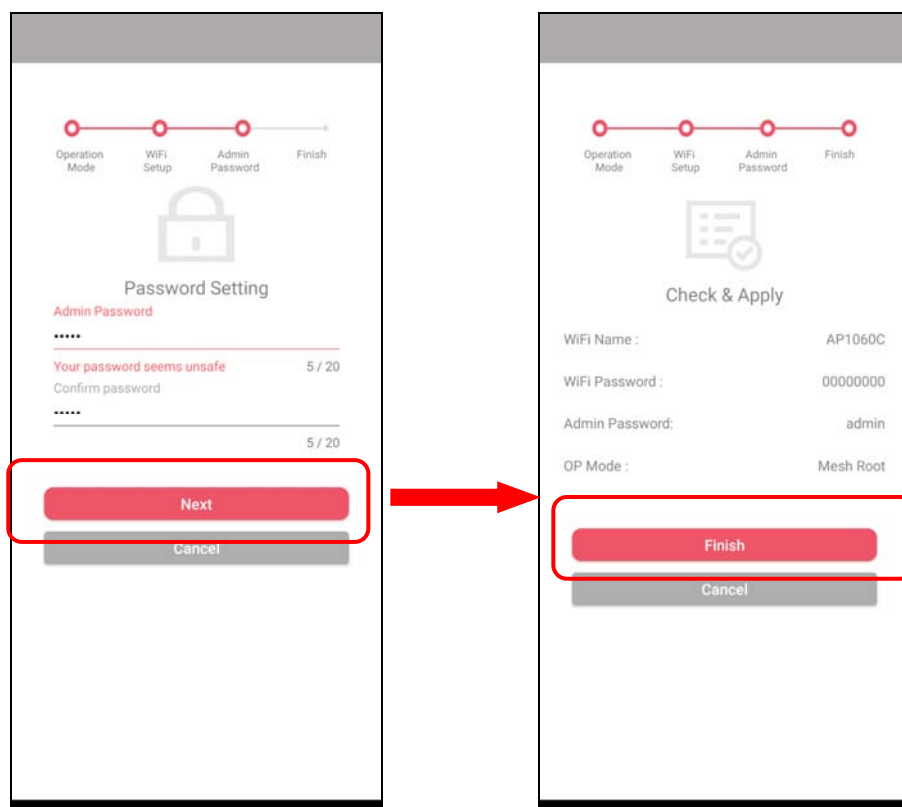 Operation
Mode
WiFi
Setup
Admin
Password
Finish
Password Setting
Admin Password
•••••
Your password seems unsafe 5 / 20
Confirm password
•••••
5 / 20
Next
Cancel
Operation
Mode
WiFi
Setup
Admin
Password
Finish
Check & Apply
WiFi Name : AP1060C
WiFi Password : 00000000
Admin Password: admin
OP Mode : Mesh Root
Finish
Cancel